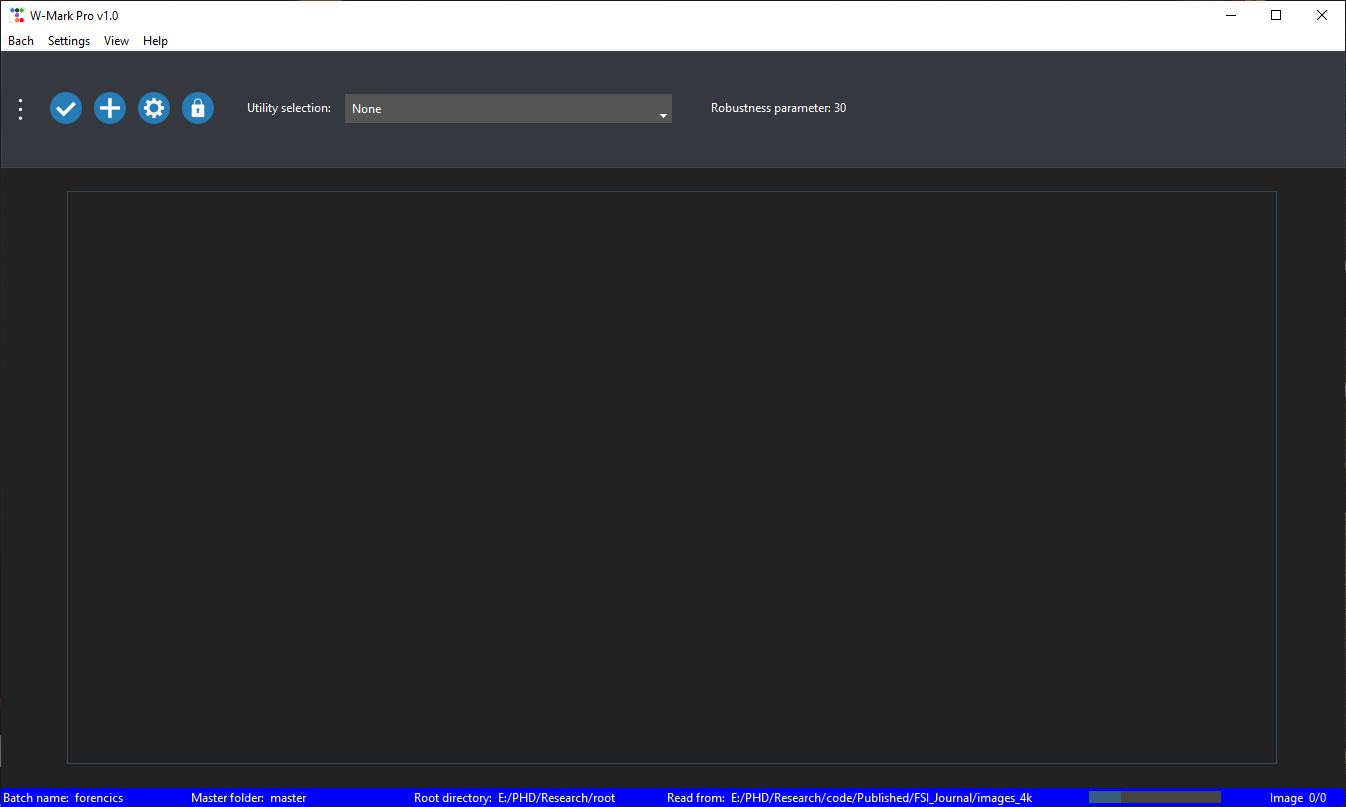 W-Mark Pro v1.0
Bach Settings View Help
Utility selection: None Robustness parameter: 30
Batch name: forencics Master folder: master Root directory: E:/PHD/Research/root Read from: E:/PHD/Research/code/Published/FSI_Journal/images_4k Image 0/0